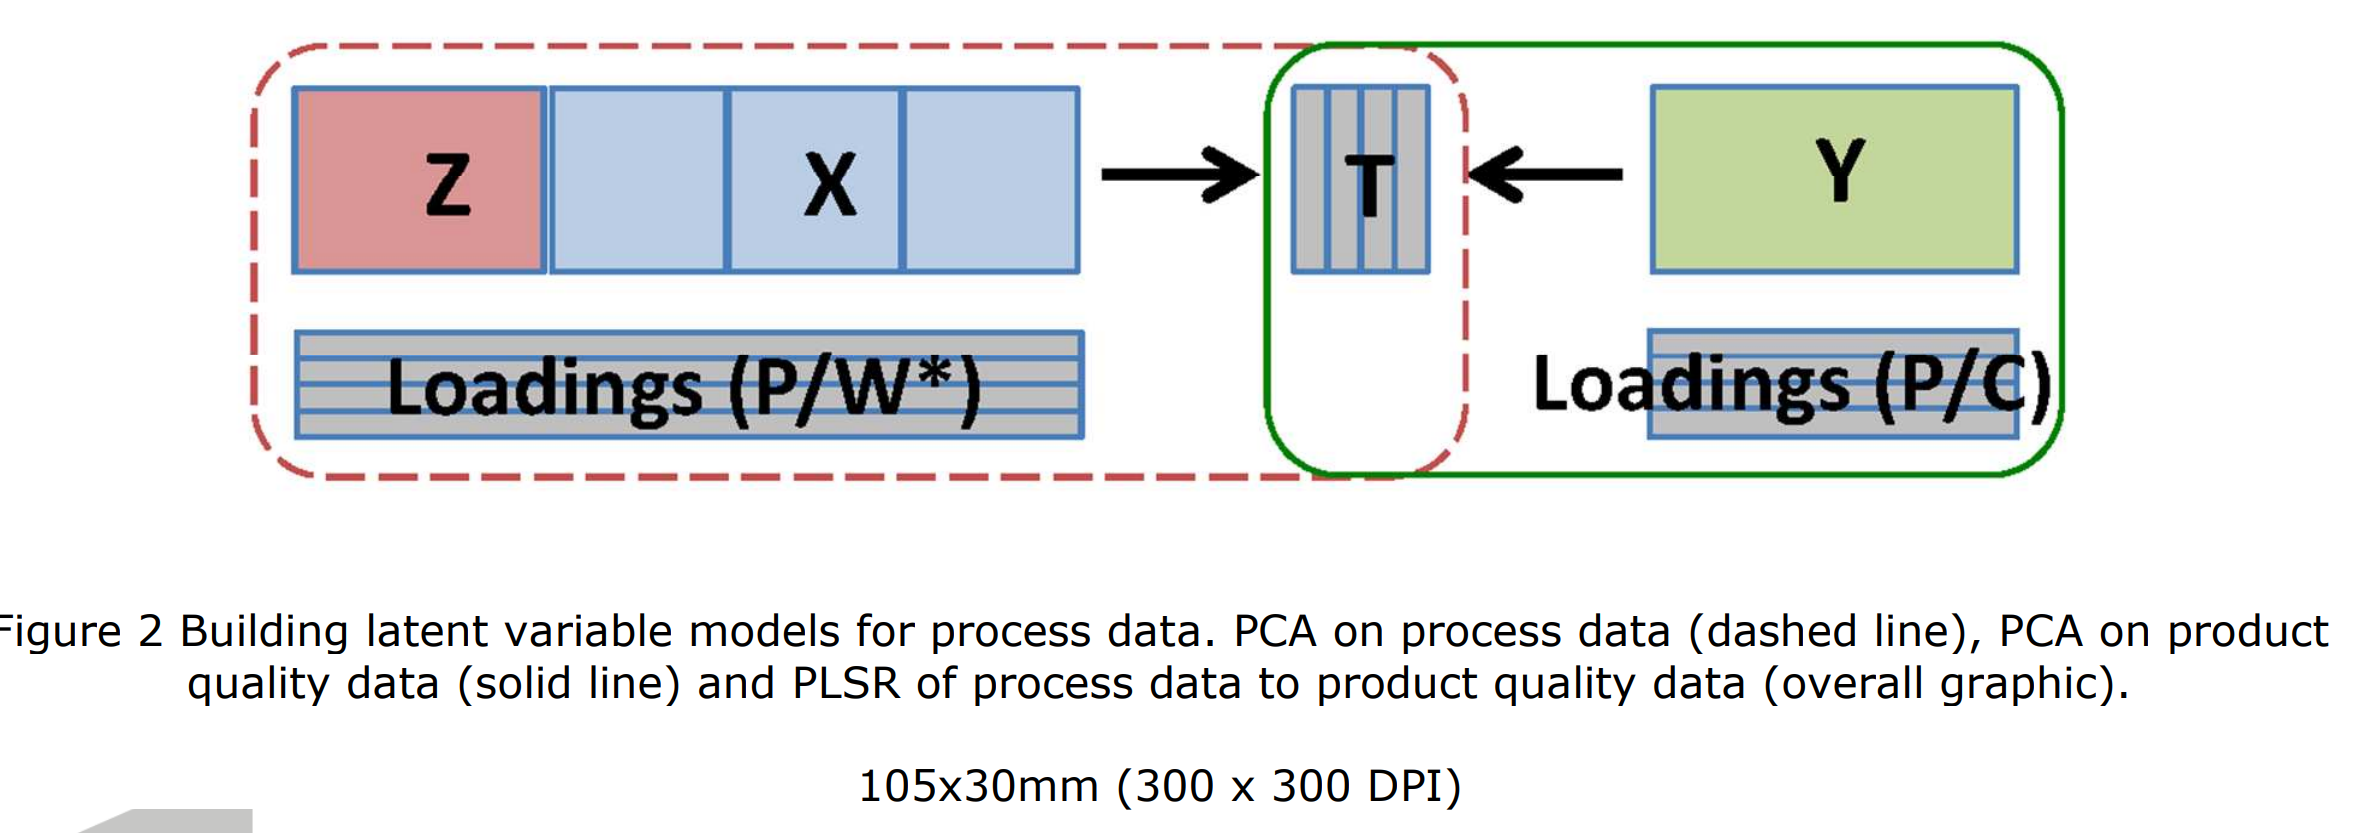 Z X T Y
Loadings (P/W*) Loadings (P/C)
Figure 2 Building latent variable models for process data. PCA on process data (dashed line), PCA on product
quality data (solid line) and PLSR of process data to product quality data (overall graphic).
105x30mm (300 x 300 DPI)